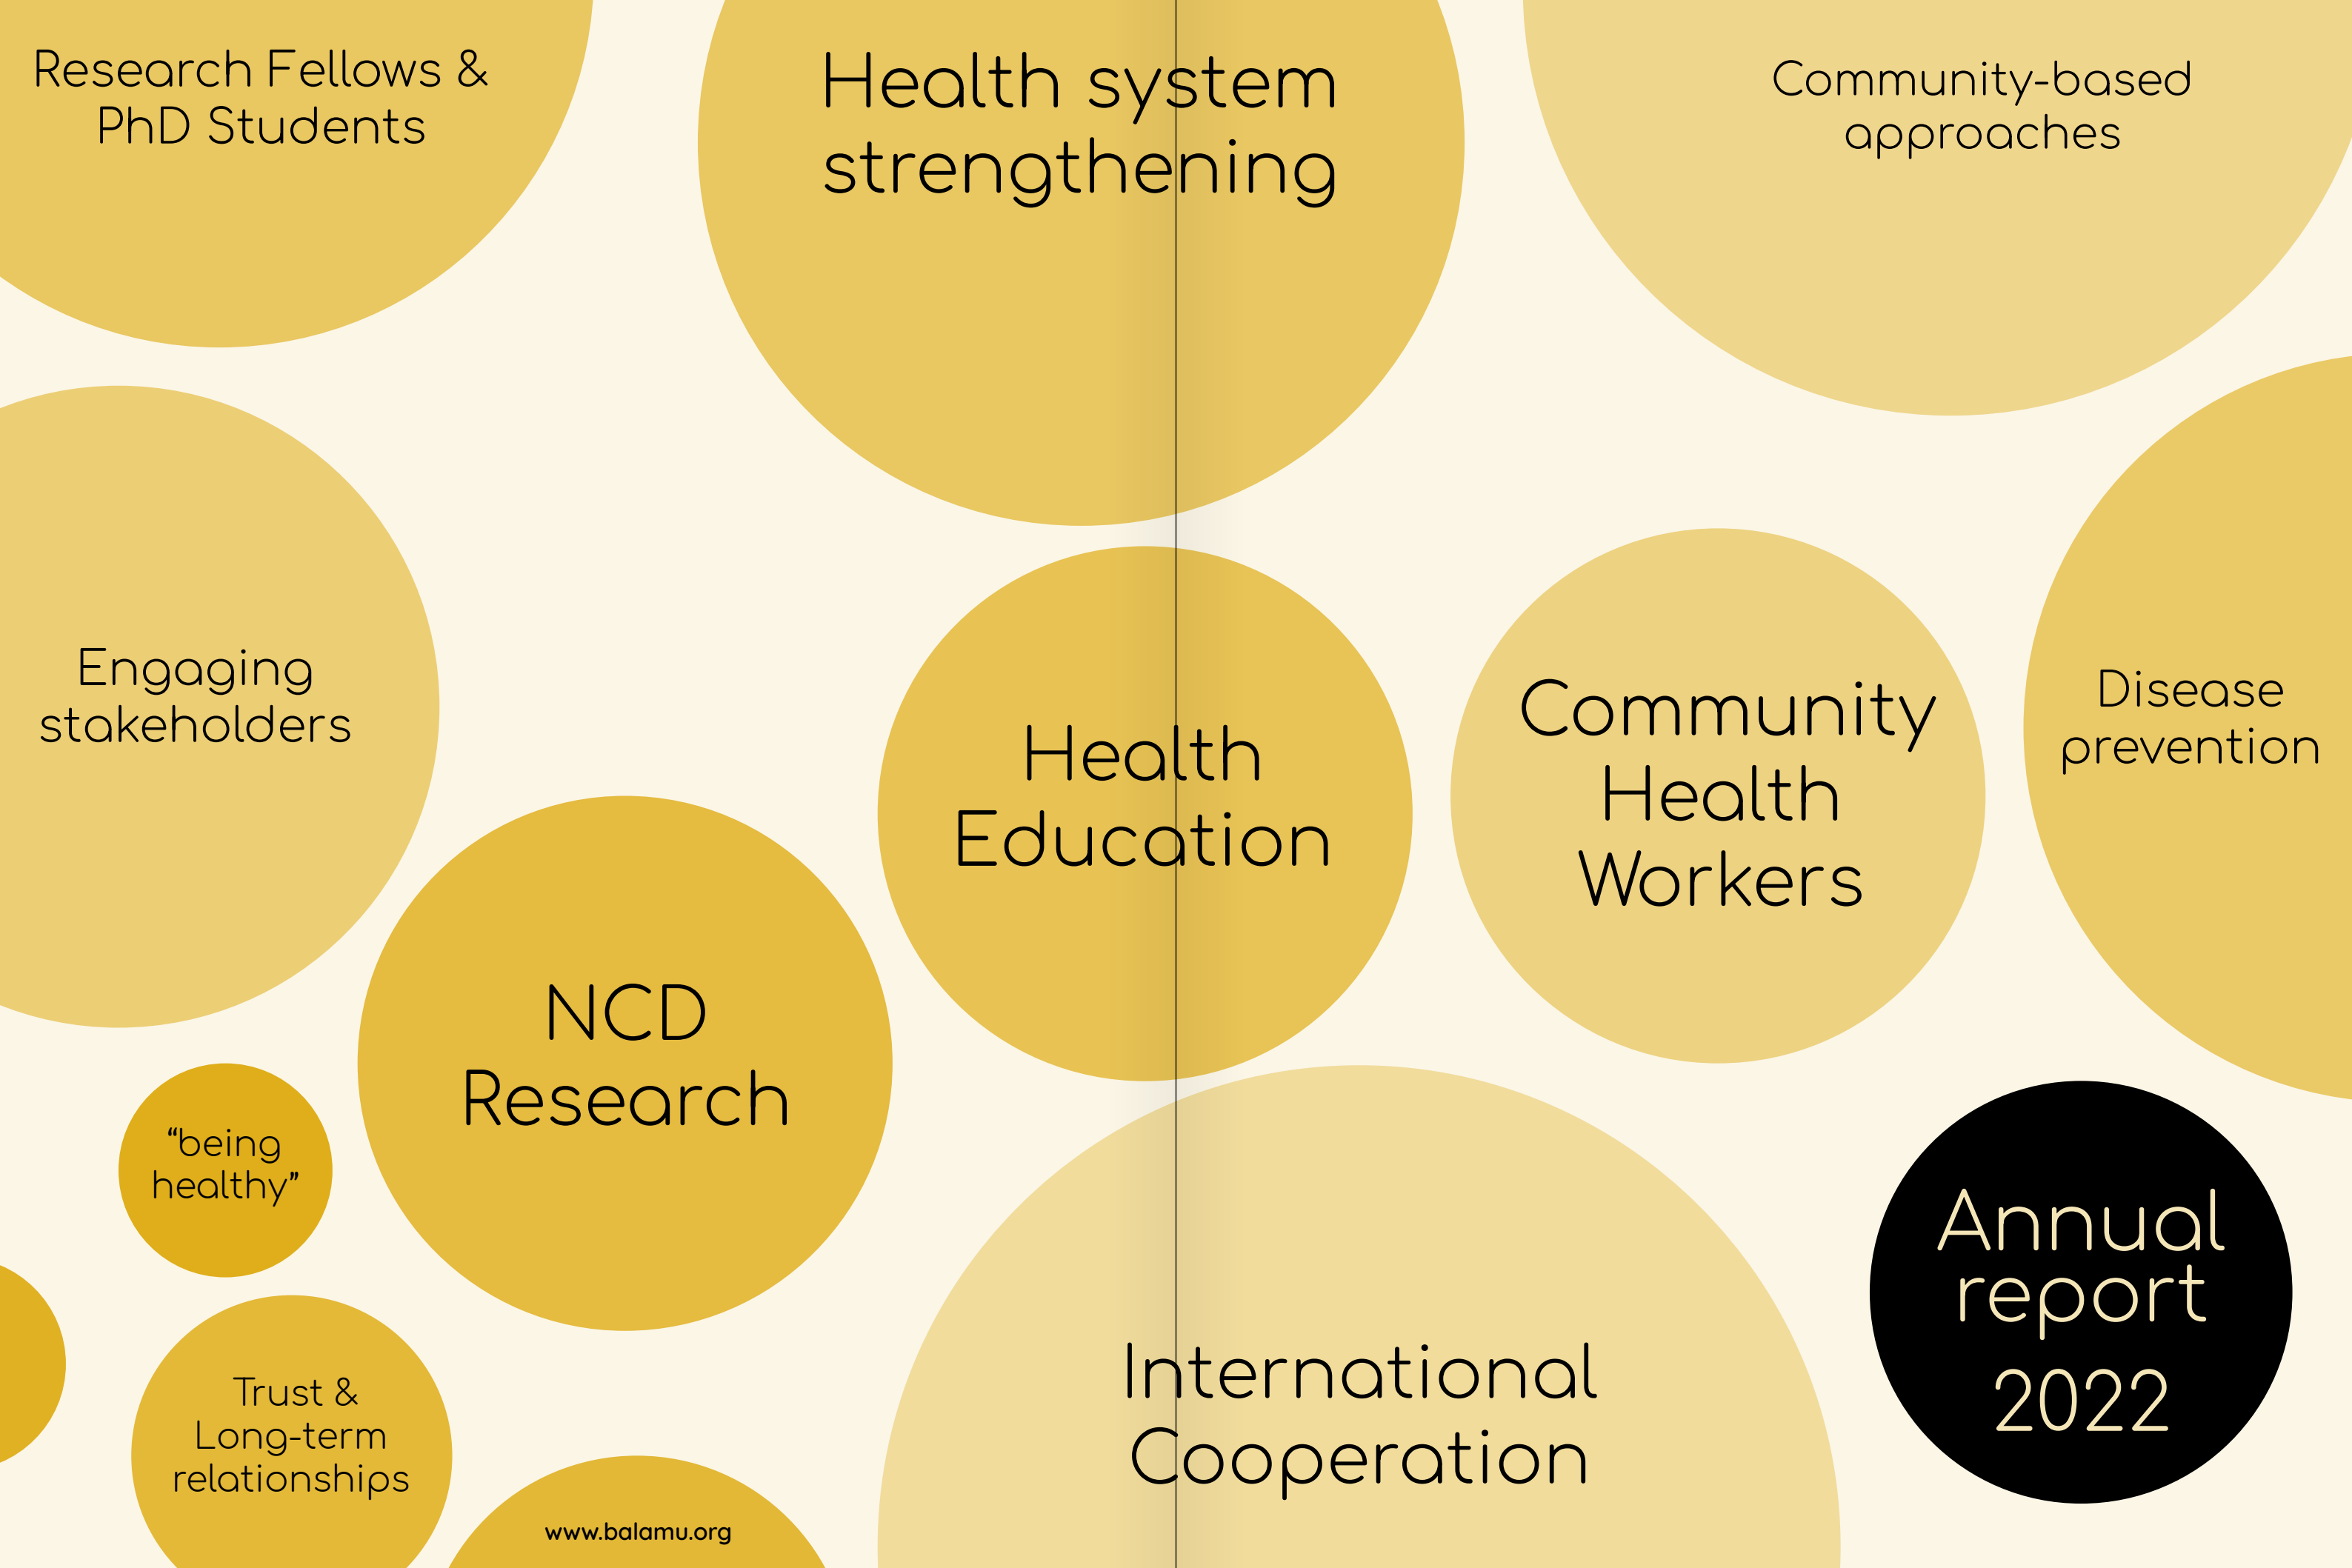 Research Fellows &
PhD Students
Health system
strengthening
Community-based
approaches
Engaging
stakeholders
Health
Education
Community
Health
Workers
Disease
prevention
NCD
Research
“being
healthy”
Trust &
Long-term
relationships
www.balamu.org
International
Cooperation
Annual
report
2022